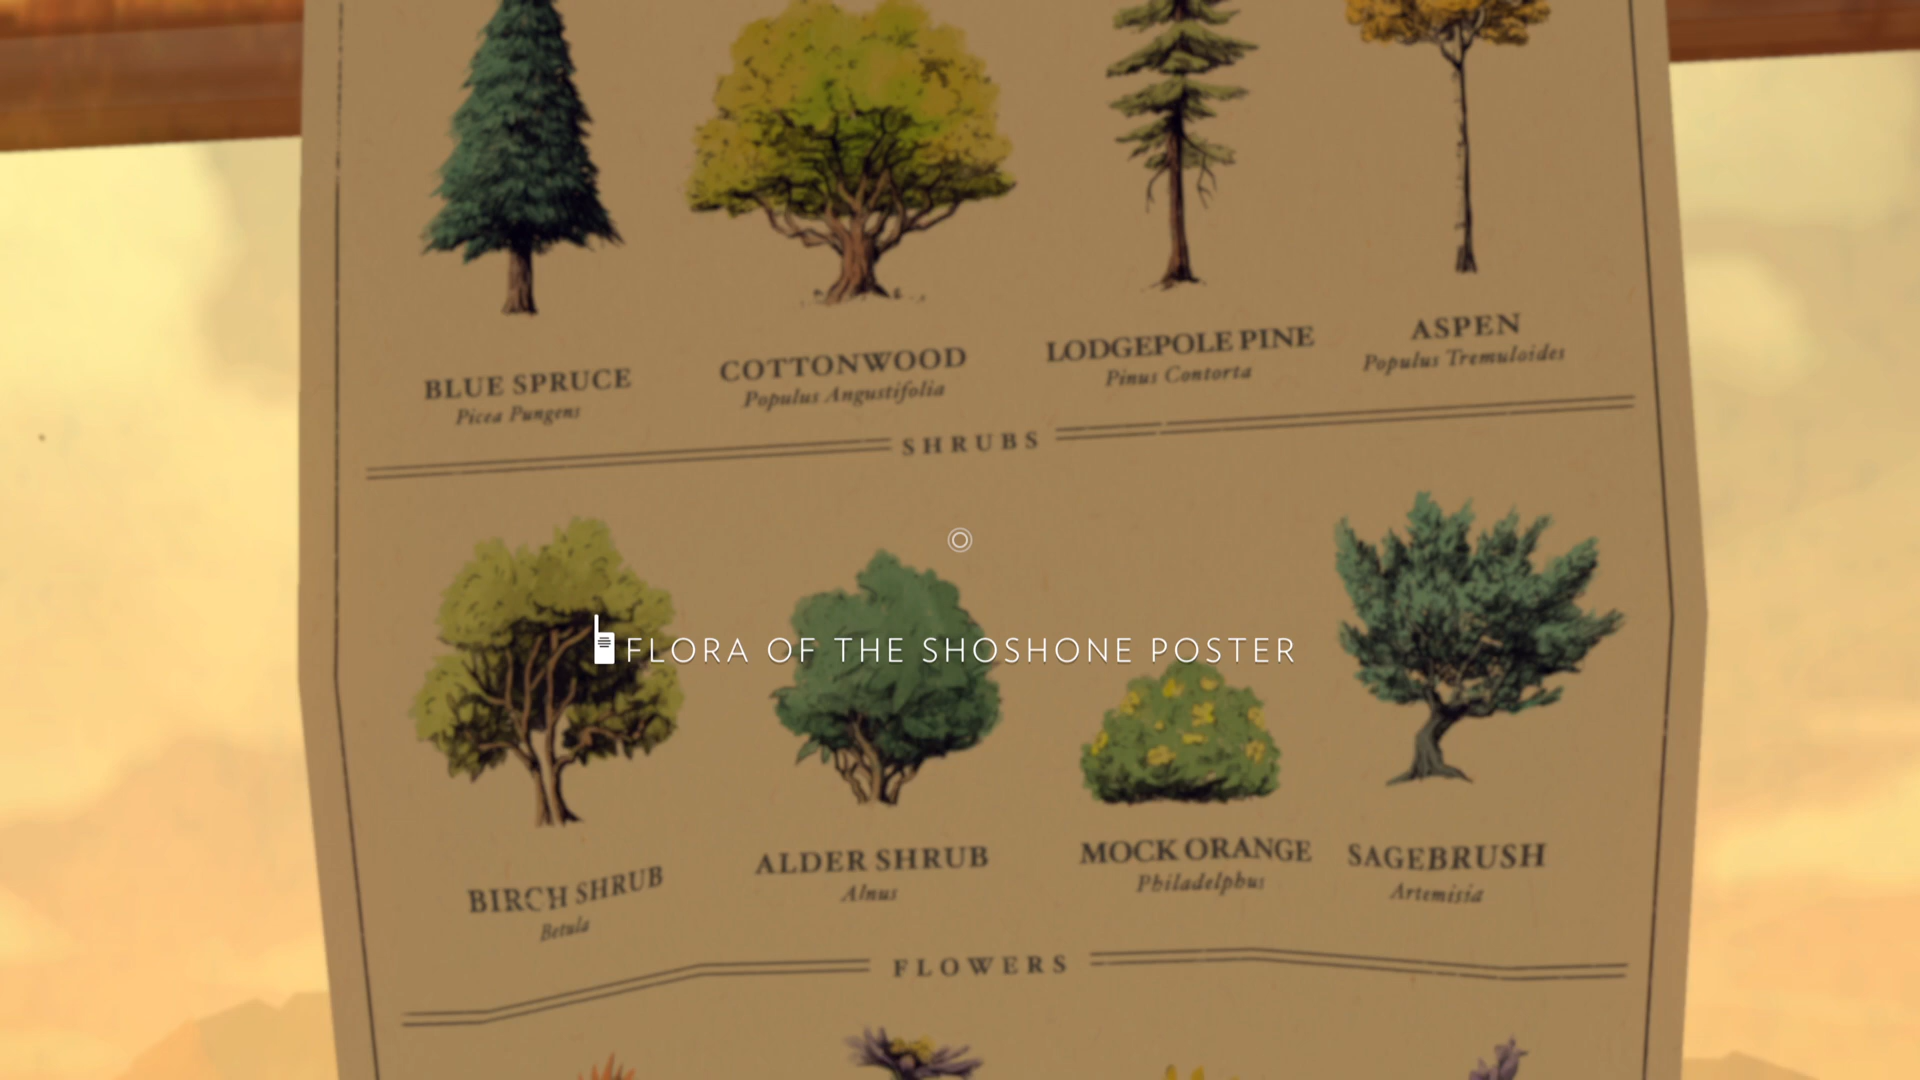 BLUE SPRUCE
Picea Pungens
COTTONWOOD
Populus Angustifolia
LODGEPOLE PINE
Pinus Contorta
ASPEN
Populus Tremuloides
SHRUBS
FLORA OF THE SHOSHONE POSTER
BIRCH SHRUB
Betula
ALDER SHRUB
Alnus
MOCK ORANGE
Philadelphus
SAGEBRUSH
Artemisia
FLOWERS